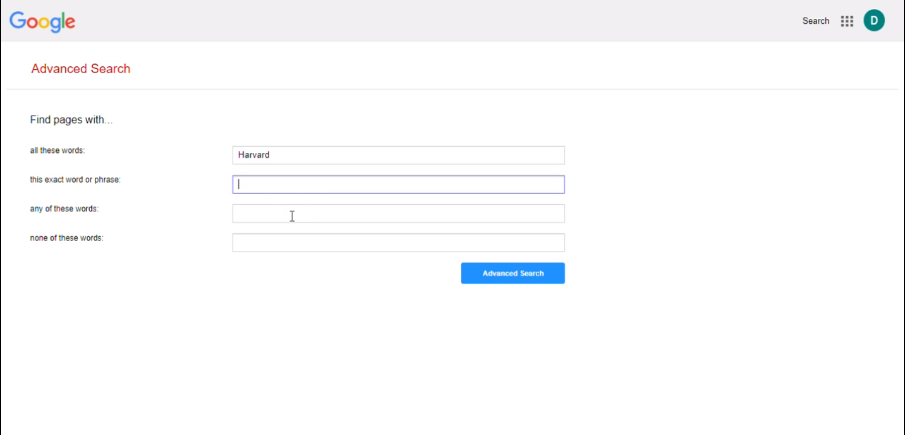 Google
Search
D
Advanced Search
Find pages with...
all these words:
Harvard
this exact word or phrase:
any of these words:
none of these words:
Advanced Search